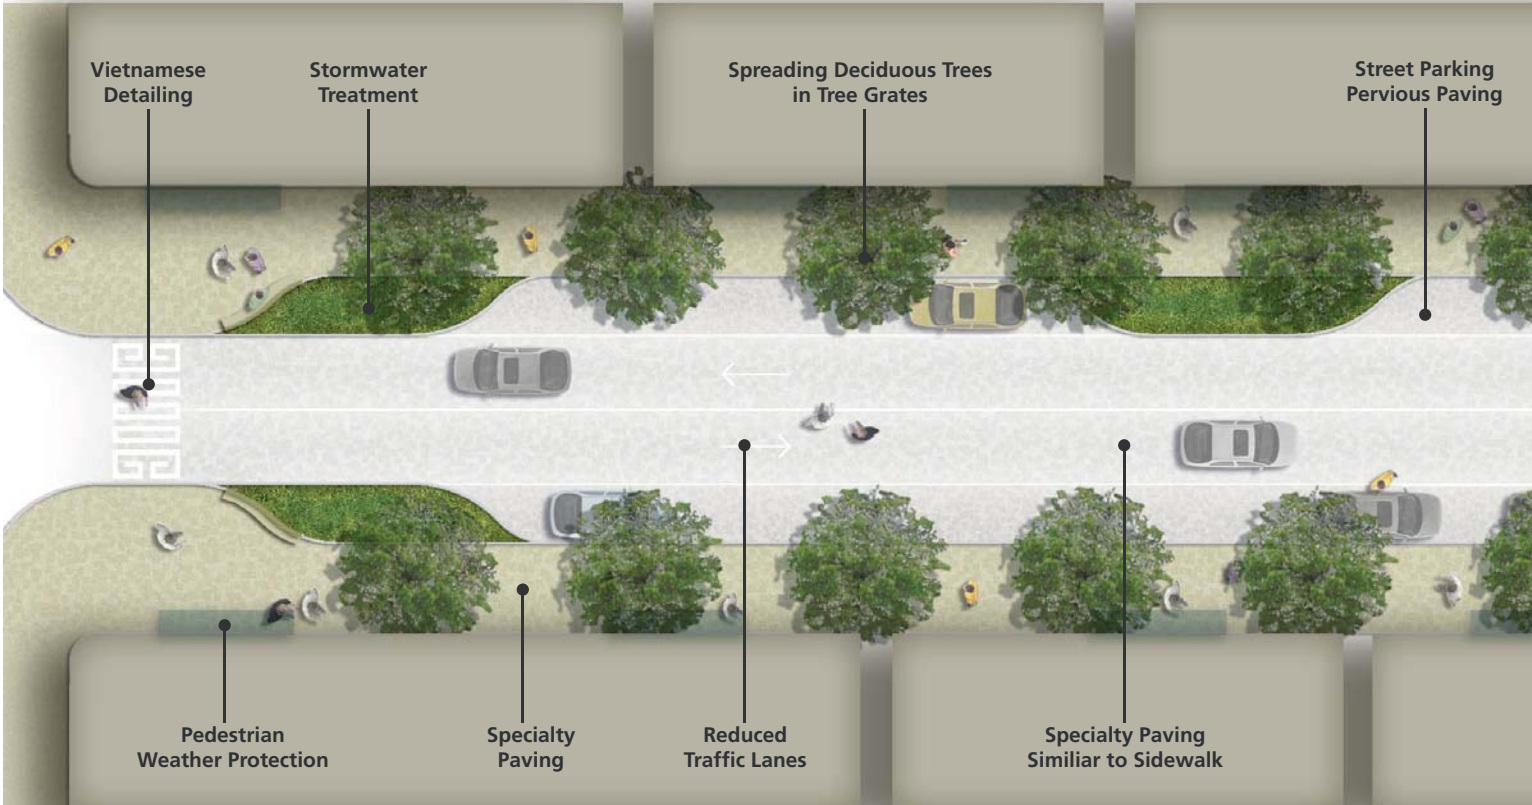 Vietnamese
Detailing
Stormwater
Treatment
Spreading Deciduous Trees
in Tree Grates
Street Parking
Pervious Paving
Pedestrian
Weather Protection
Specialty
Paving
Reduced
Traffic Lanes
Specialty Paving
Similiar to Sidewalk